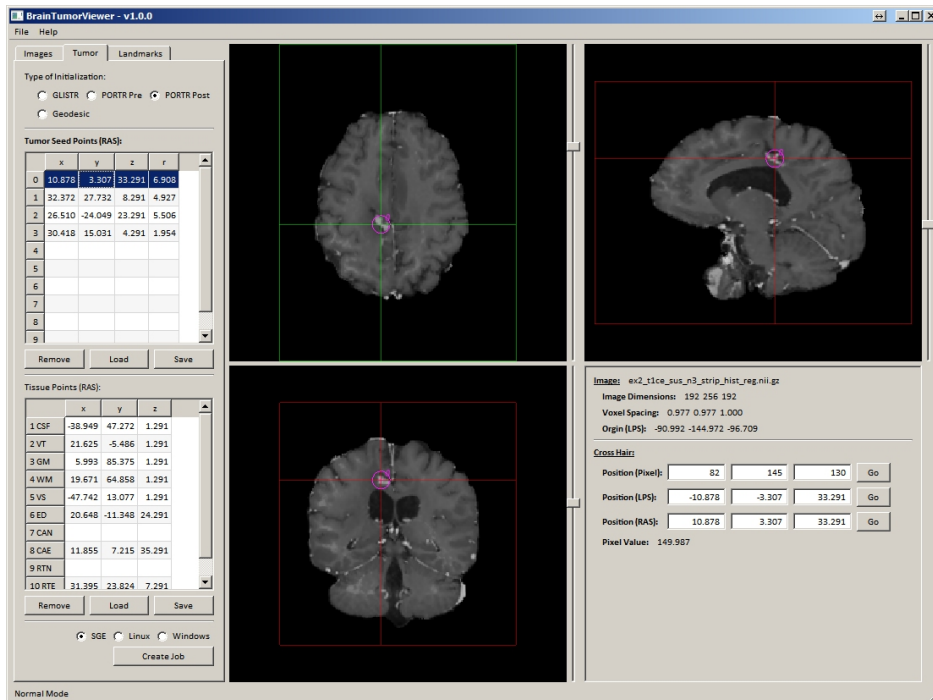 BrainTumorViewer - v1.0.0
File Help
Images Tumor Landmarks
Type of Initialization:
GLISTR PORTR Pre PORTR Post
Geodesic
Tumor Seed Points (RAS):
x y z r
0 10.878 3.307 33.291 6.908
1 32.372 27.732 8.291 4.927
2 26.510 -24.049 23.291 5.506
3 30.418 15.031 4.291 1.954
4
5
6
7
8
9
Remove Load Save
Tissue Points (RAS):
x y z
1 CSF -38.949 47.272 1.291
2 VT 21.625 -5.486 1.291
3 GM 5.993 85.375 1.291
4 WM 19.671 64.858 1.291
5 VS -47.742 13.077 1.291
6 ED 20.648 -11.348 24.291
7 CAN
8 CAE 11.855 7.215 35.291
9 RTN
10 RTE 31.395 23.824 7.291
Remove Load Save
SGE Linux Windows
Create Job
Normal Mode
Image: ex2_t1ce_sus_n3_strip_hist_reg.nii.gz
Image Dimensions: 192 256 192
Voxel Spacing: 0.977 0.977 1.000
Orgin (LPS): -90.992 -144.972 -96.709
Cross Hair:
Position (Pixel): 82 145 130 Go
Position (LPS): -10.878 -3.307 33.291 Go
Position (RAS): 10.878 3.307 33.291 Go
Pixel Value: 149.987